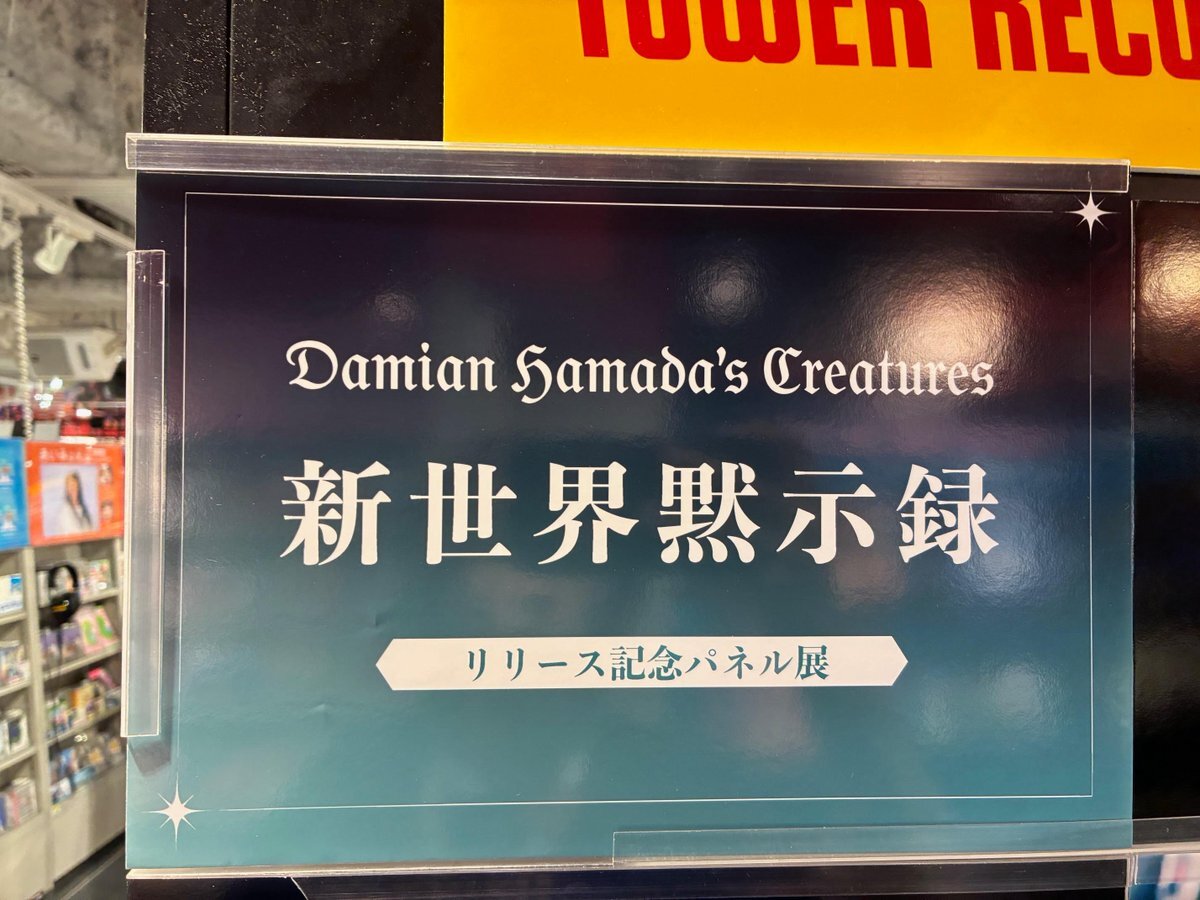 TOWER RECO
Damian Hamada's Creatures
新世界黙示録
リリース記念パネル展